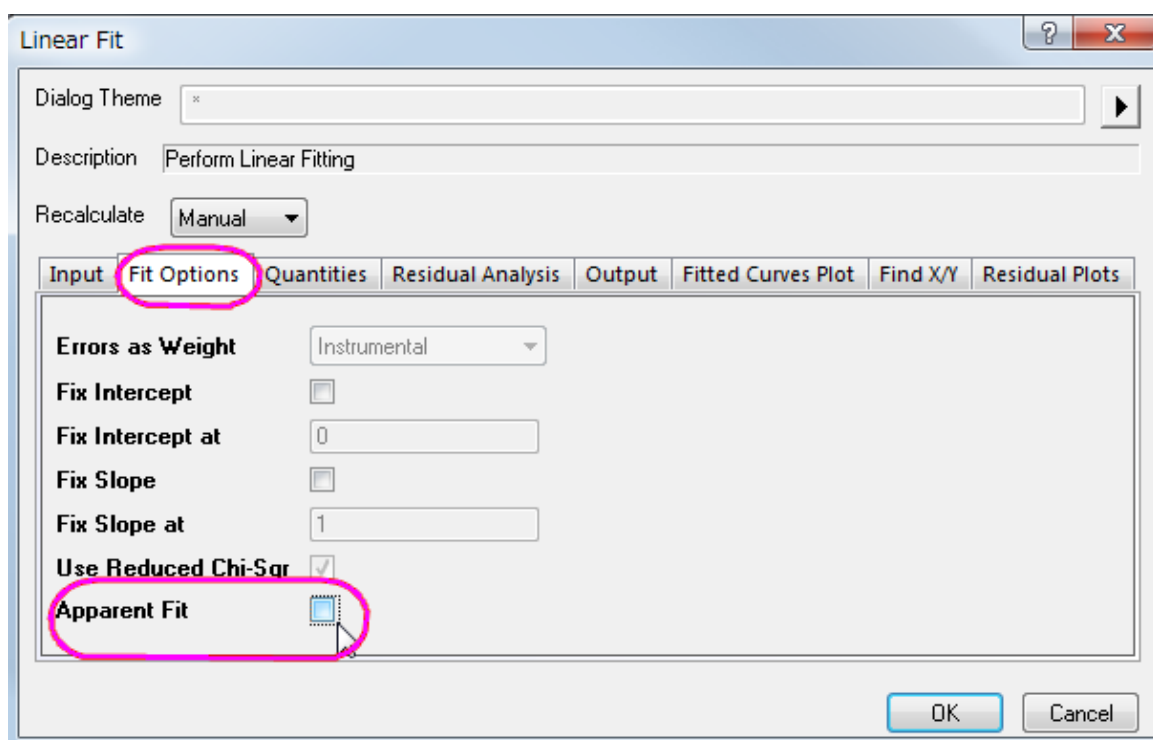 Linear Fit
Dialog Theme *
Description Perform Linear Fitting
Recalculate Manual
Input Fit Options Quantities Residual Analysis Output Fitted Curves Plot Find X/Y Residual Plots
Errors as Weight Instrumental
Fix Intercept
Fix Intercept at 0
Fix Slope
Fix Slope at 1
Use Reduced Chi-Sqr
Apparent Fit
OK Cancel